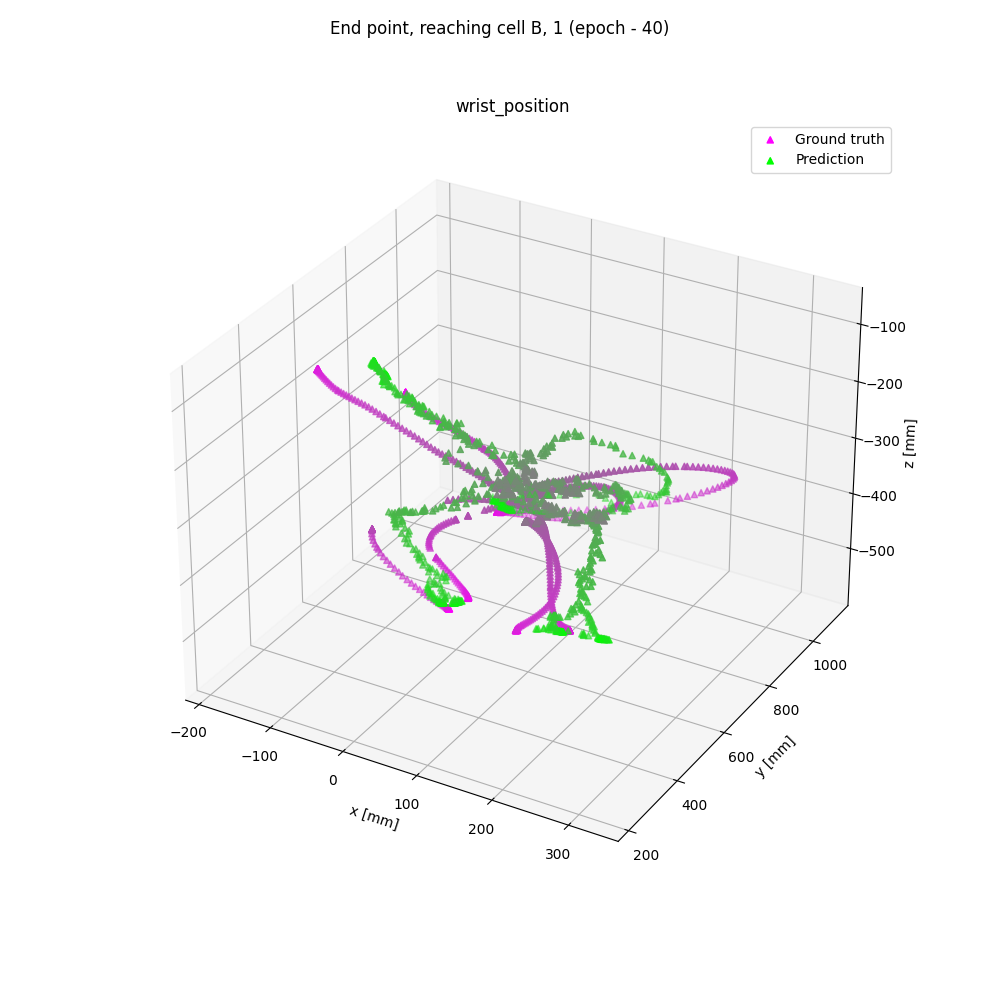 End point, reaching cell B, 1 (epoch - 40)
wrist_position
Ground truth
Prediction
−100
−200
−300
−400
−500
z [mm]
1000
800
600
400
200
y [mm]
−200
−100
0
100
200
300
x [mm]